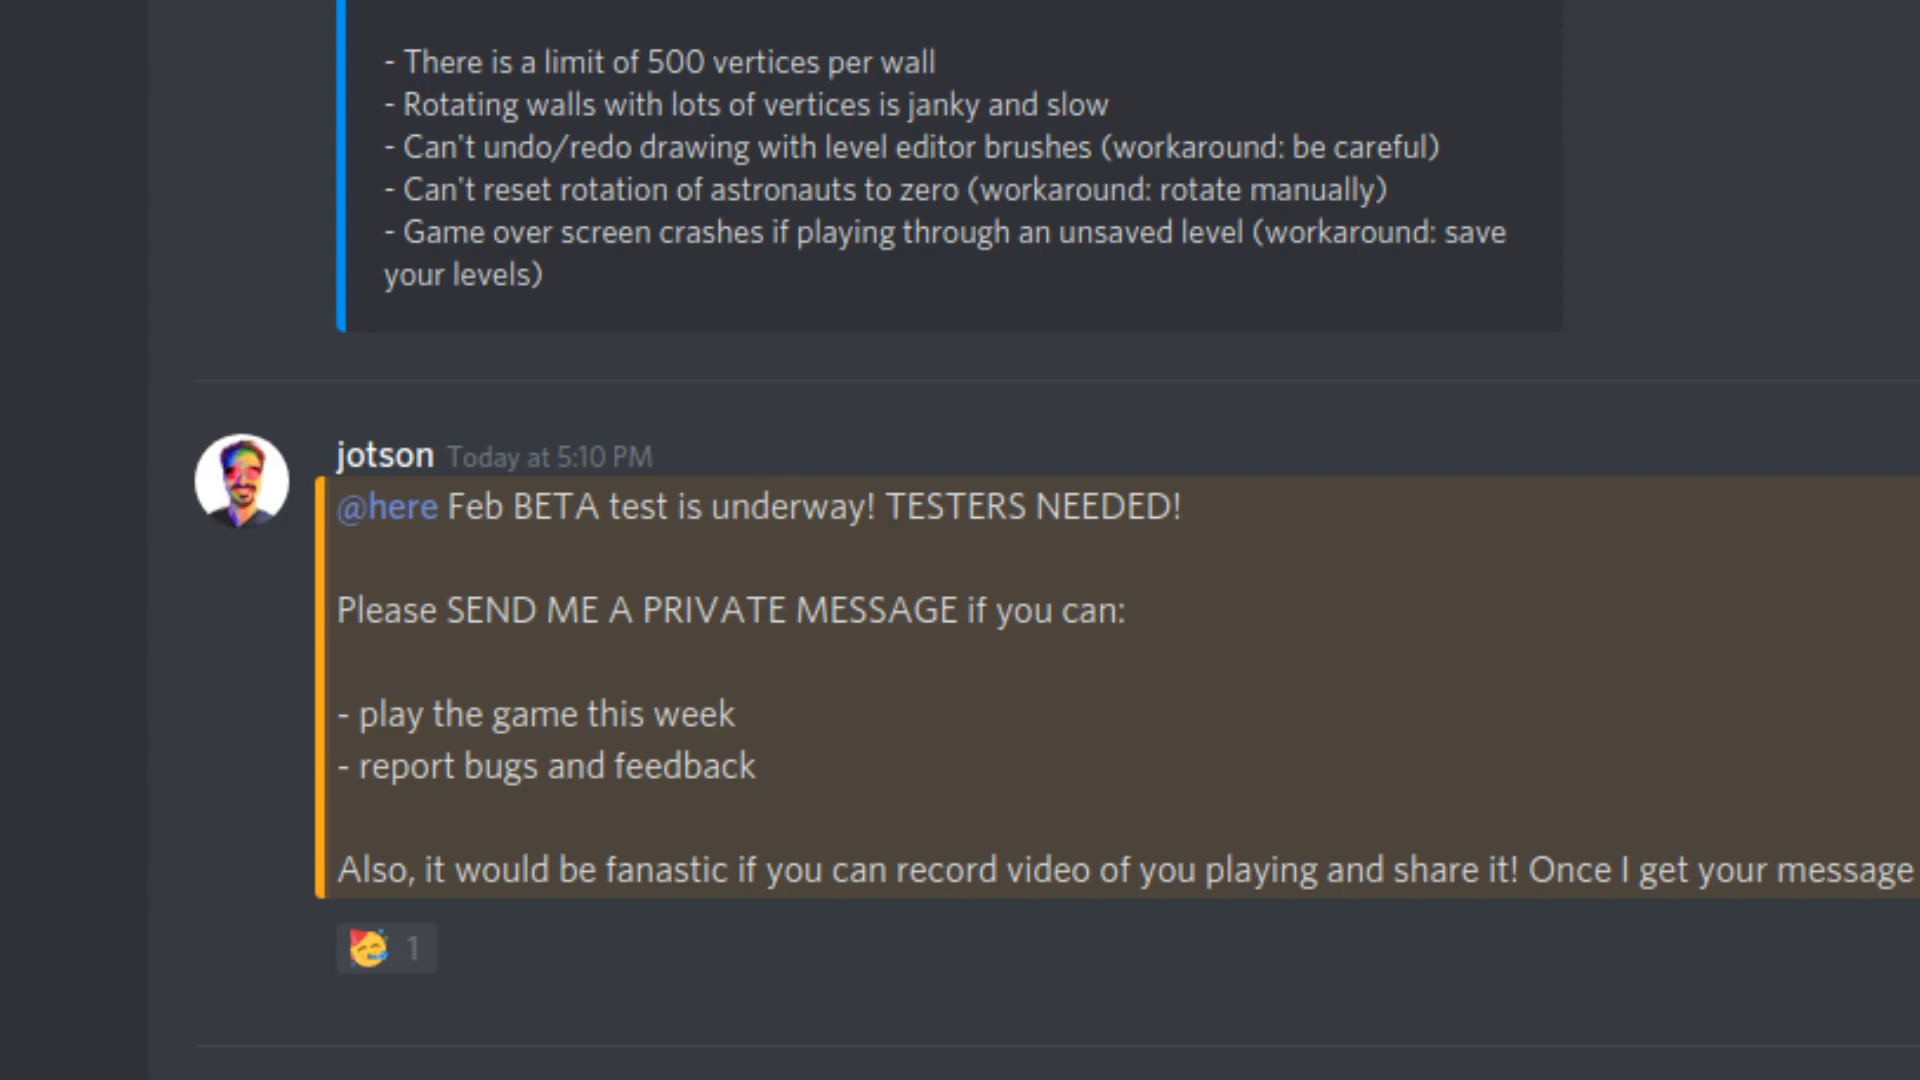 - There is a limit of 500 vertices per wall
- Rotating walls with lots of vertices is janky and slow
- Can't undo/redo drawing with level editor brushes (workaround: be careful)
- Can't reset rotation of astronauts to zero (workaround: rotate manually)
- Game over screen crashes if playing through an unsaved level (workaround: save
your levels)
jotson Today at 5:10 PM
@here Feb BETA test is underway! TESTERS NEEDED!
Please SEND ME A PRIVATE MESSAGE if you can:
- play the game this week
- report bugs and feedback
Also, it would be fanastic if you can record video of you playing and share it! Once I get your message
1